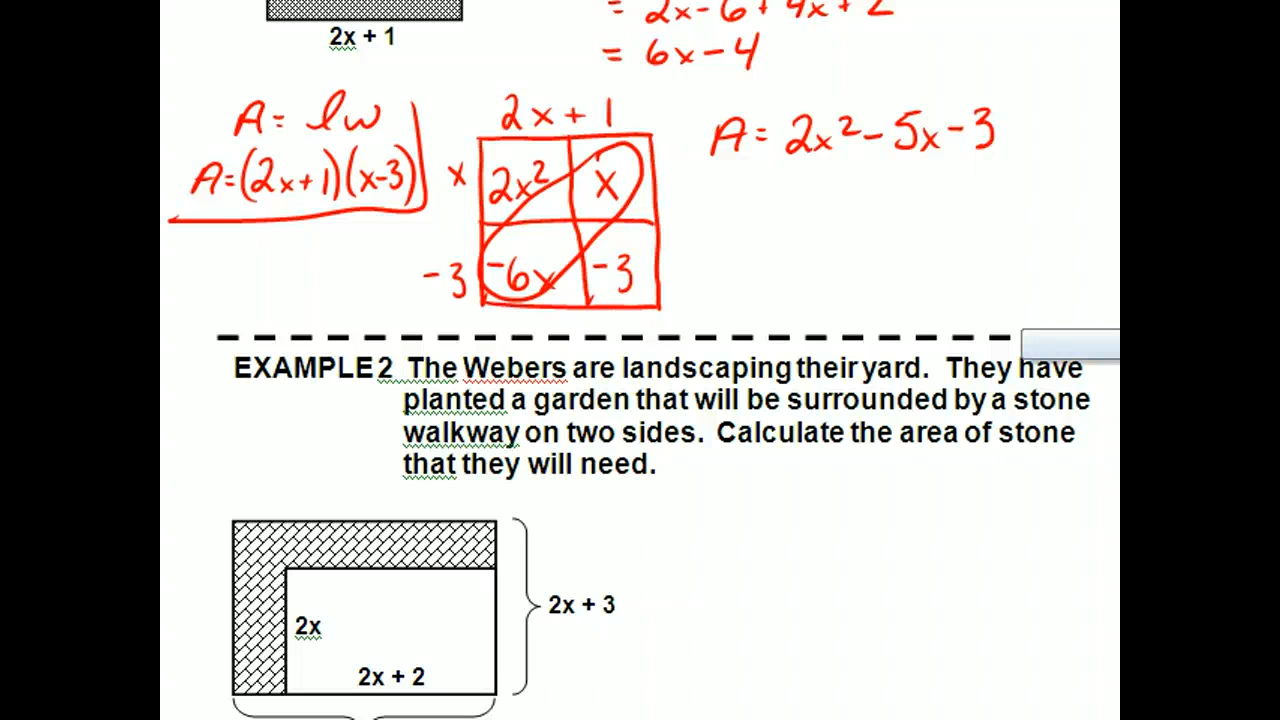 = 2x - 6 + 4x + 2
2x + 1
= 6x - 4
A = lw
A = (2x + 1)(x - 3)
2x + 1
x 2x² x
-3 -6x -3
A = 2x² - 5x - 3
EXAMPLE 2 The Webers are landscaping their yard. They have
planted a garden that will be surrounded by a stone
walkway on two sides. Calculate the area of stone
that they will need.
2x + 3
2x
2x + 2